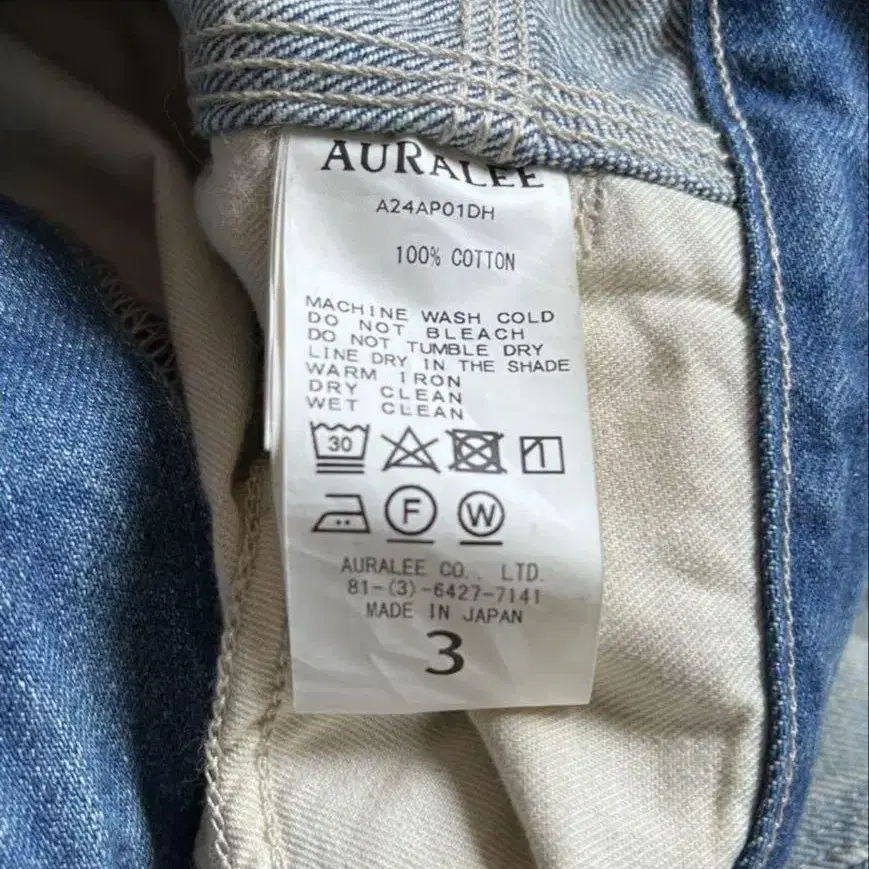 AURALEE
A24AP01DH
100% COTTON
MACHINE WASH COLD
DO NOT BLEACH
DO NOT TUMBLE DRY
LINE DRY IN THE SHADE
WARM IRON
DRY CLEAN
WET CLEAN
30
F W
AURALEE CO., LTD.
81-(3)-6427-7141
MADE IN JAPAN
3